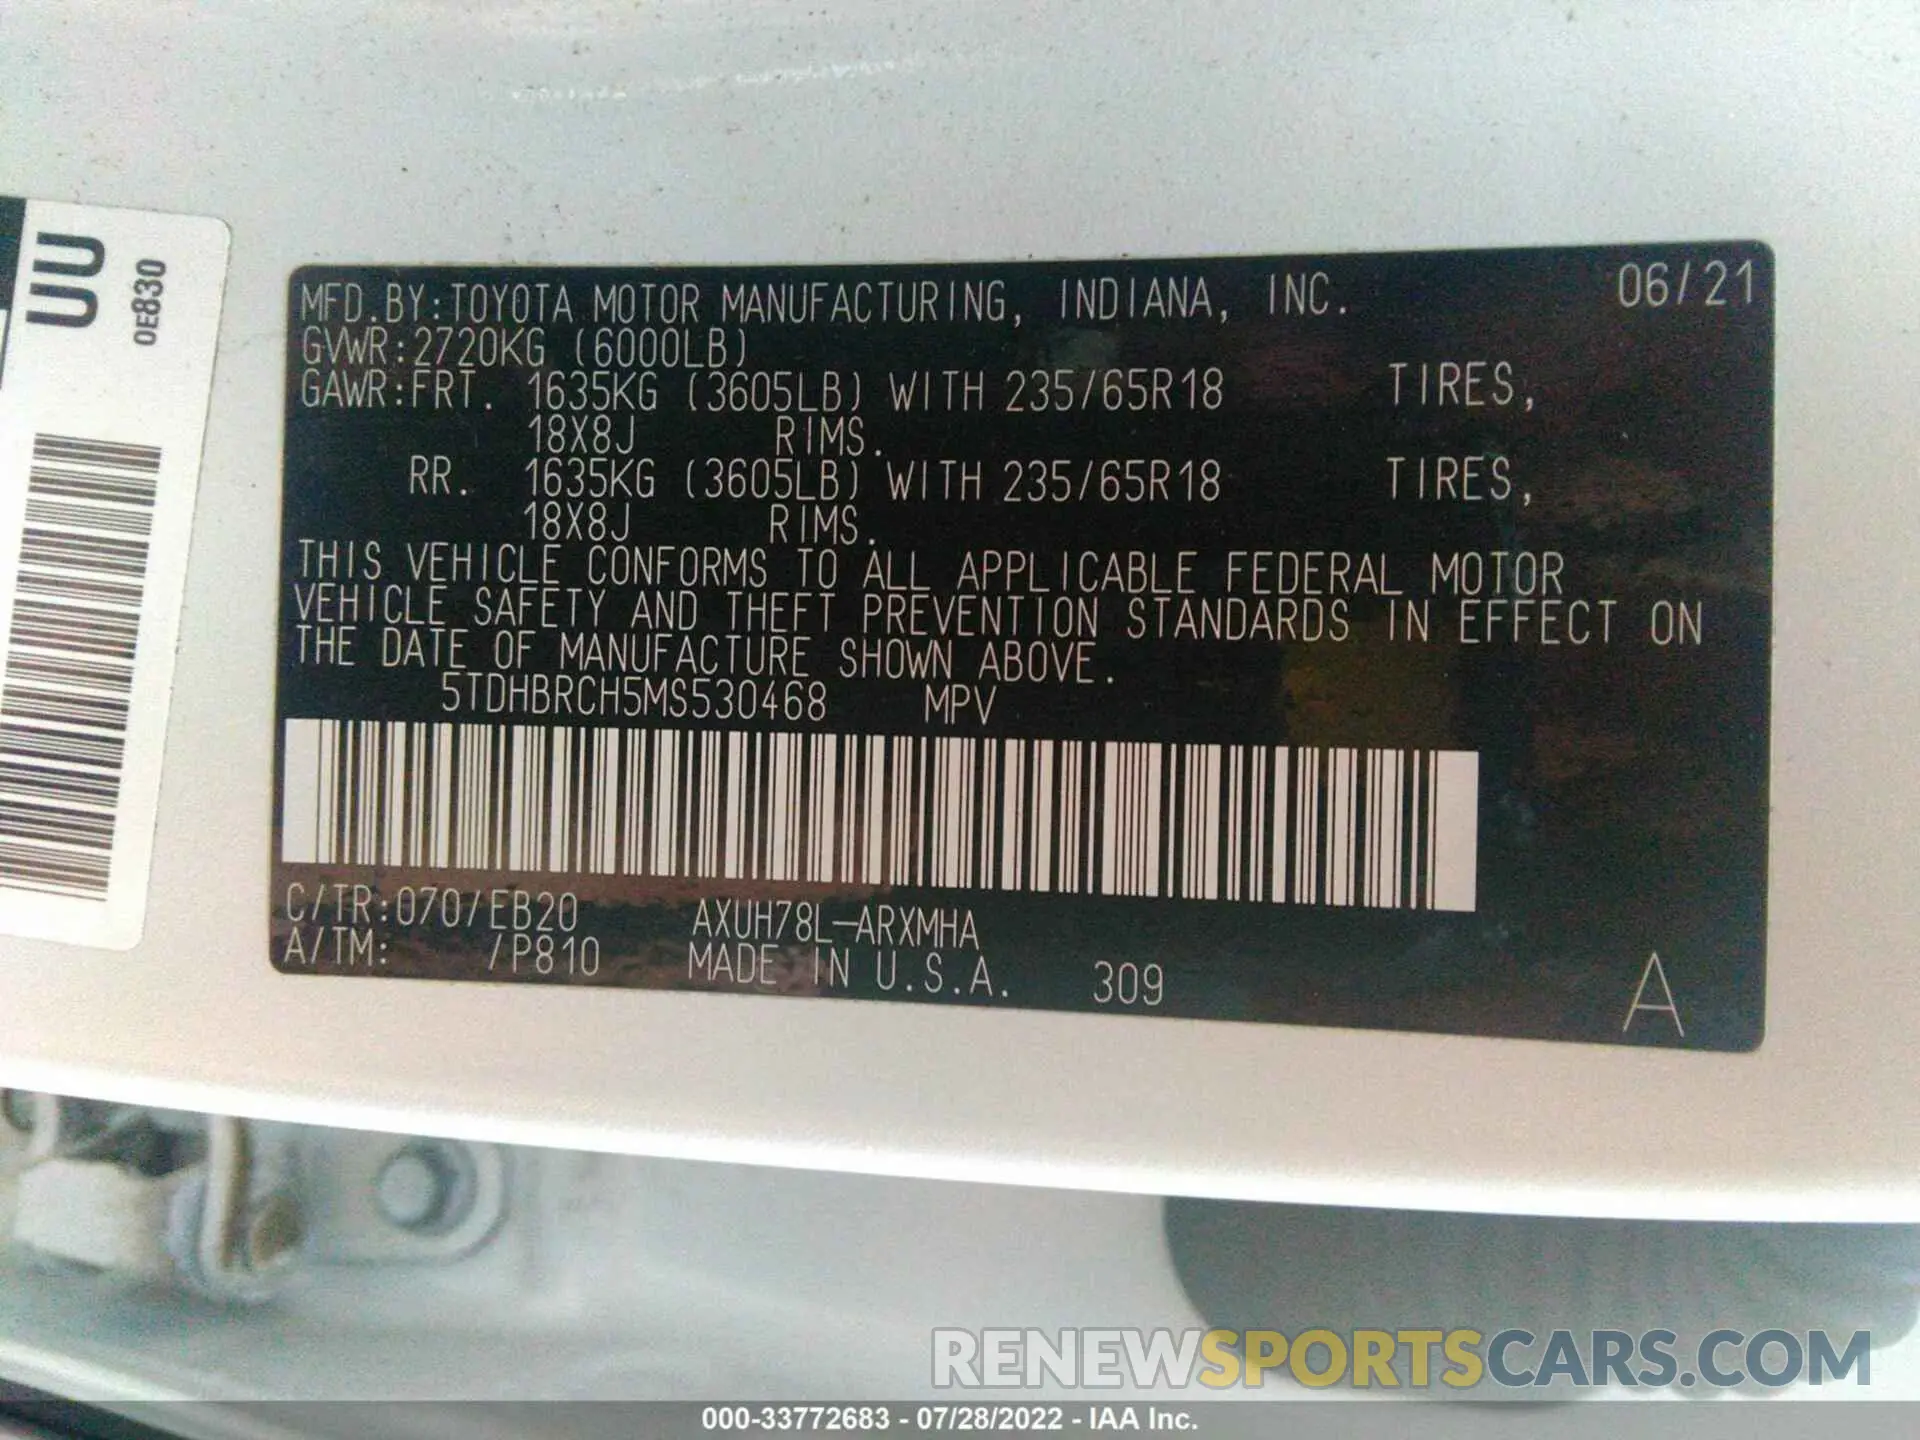 UU
0E830
MFD.BY:TOYOTA MOTOR MANUFACTURING, INDIANA, INC. 06/21
GVWR:2720KG (6000LB)
GAWR:FRT. 1635KG (3605LB) WITH 235/65R18 TIRES,
18X8J RIMS.
RR. 1635KG (3605LB) WITH 235/65R18 TIRES,
18X8J RIMS.
THIS VEHICLE CONFORMS TO ALL APPLICABLE FEDERAL MOTOR
VEHICLE SAFETY AND THEFT PREVENTION STANDARDS IN EFFECT ON
THE DATE OF MANUFACTURE SHOWN ABOVE.
5TDHBRCH5MS530468 MPV
C/TR:070/EB20 AXUH78L-ARXMHA
A/TM: /P810 MADE IN U.S.A. 309 A
RENEWSPORTSCARS.COM
000-33772683 - 07/28/2022 - IAA Inc.